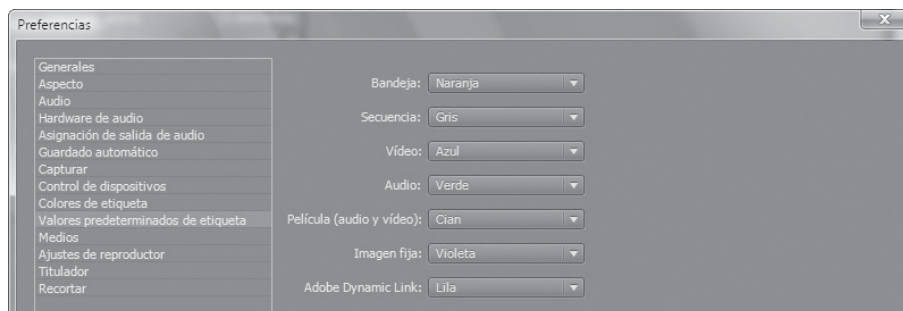 Preferencias
Generales
Aspecto
Audio
Hardware de audio
Asignación de salida de audio
Guardado automático
Capturar
Control de dispositivos
Colores de etiqueta
Valores predeterminados de etiqueta
Medios
Ajustes de reproductor
Titulador
Recortar
Bandeja: Naranja
Secuencia: Gris
Vídeo: Azul
Audio: Verde
Película (audio y vídeo): Cian
Imagen fija: Violeta
Adobe Dynamic Link: Lila